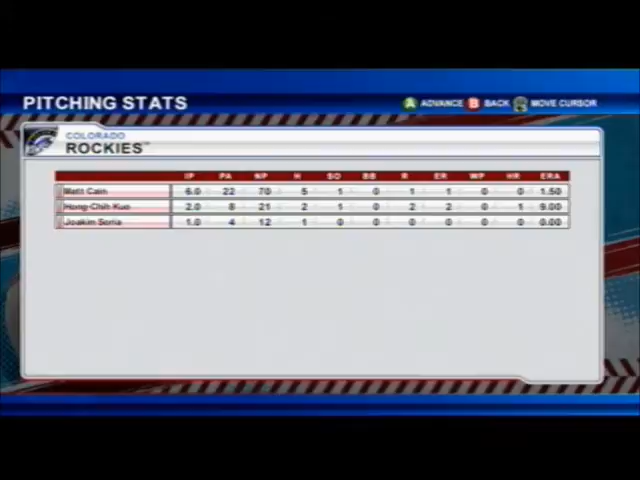 PITCHING STATS
A ADVANCE B BACK MOVE CURSOR
COLORADO
ROCKIES™
IP PA NP H SO BB R ER WP HR ERA
Matt Cain 6.0 22 70 5 1 0 1 1 0 0 1.50
Hong-Chih Kuo 2.0 8 21 2 1 0 2 2 0 1 9.00
Joakim Soria 1.0 4 12 1 0 0 0 0 0 0 0.00